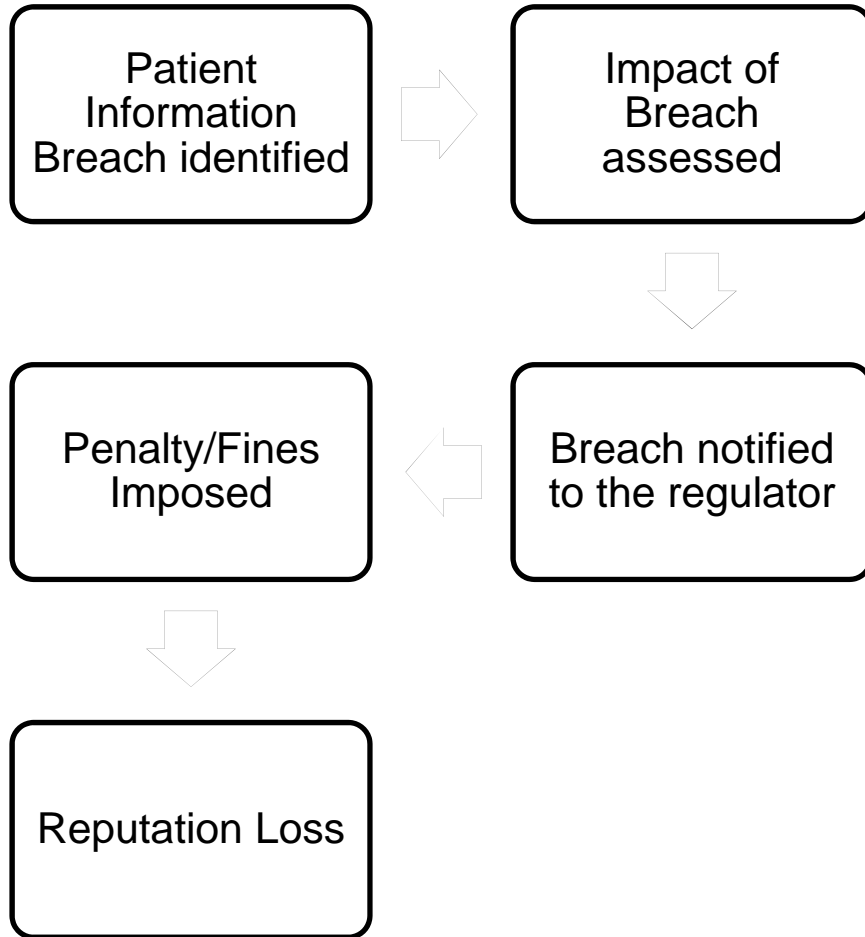 Patient
Information
Breach identified
Impact of
Breach
assessed
Breach notified
to the regulator
Penalty/Fines
Imposed
Reputation Loss